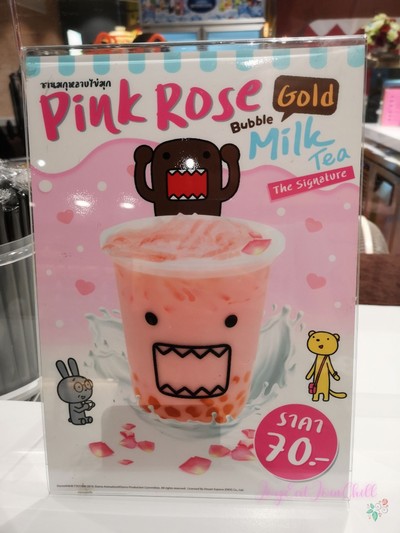 ชานมกุหลาบไข่มุก
Pink Rose Gold
Bubble Milk Tea
The Signature
ราคา
70.-